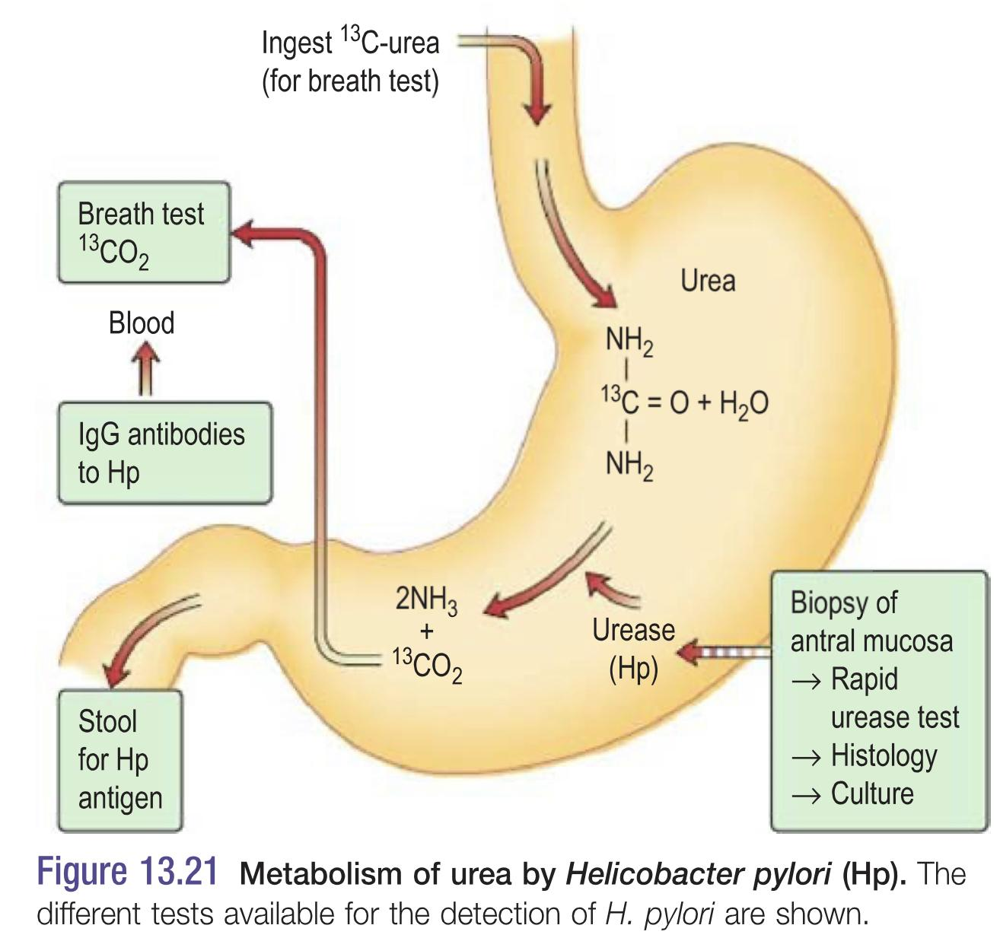 Ingest ¹³C-urea
(for breath test)
Breath test
¹³CO₂
Blood
IgG antibodies
to Hp
Urea
NH₂
|
¹³C = O + H₂O
|
NH₂
2NH₃
+
¹³CO₂
Urease
(Hp)
Biopsy of
antral mucosa
→ Rapid
urease test
→ Histology
→ Culture
Stool
for Hp
antigen
Figure 13.21 Metabolism of urea by Helicobacter pylori (Hp). The
different tests available for the detection of H. pylori are shown.